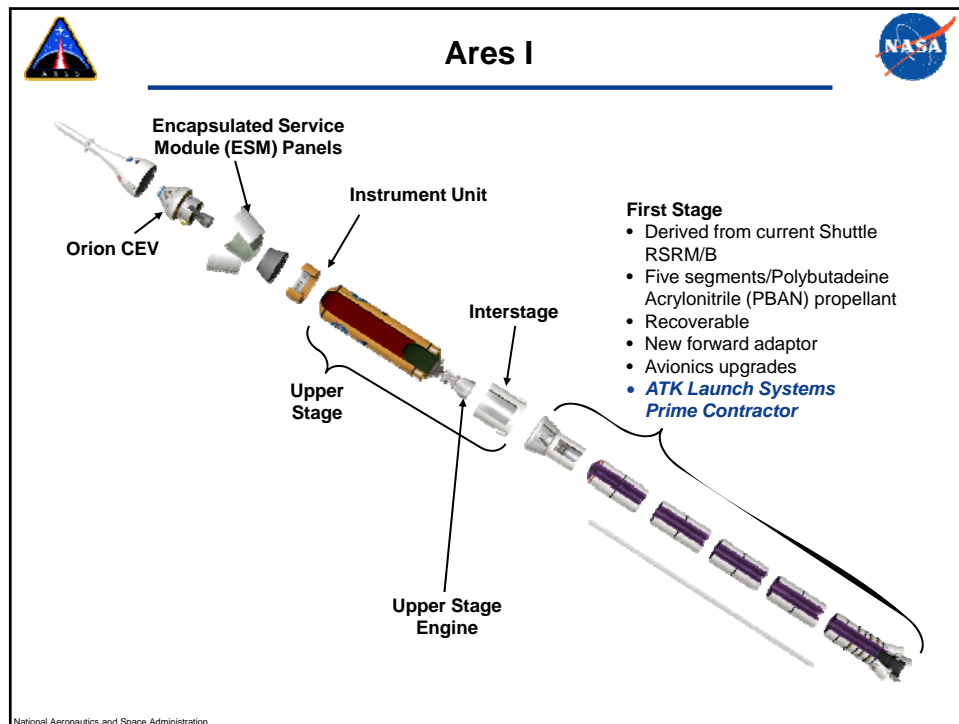 Ares I
ARES
NASA
Encapsulated Service
Module (ESM) Panels
Instrument Unit
Orion CEV
First Stage
• Derived from current Shuttle
RSRM/B
• Five segments/Polybutadeine
Acrylonitrile (PBAN) propellant
• Recoverable
• New forward adaptor
• Avionics upgrades
• ATK Launch Systems
Prime Contractor
Interstage
Upper
Stage
Upper Stage
Engine
National Aeronautics and Space Administration